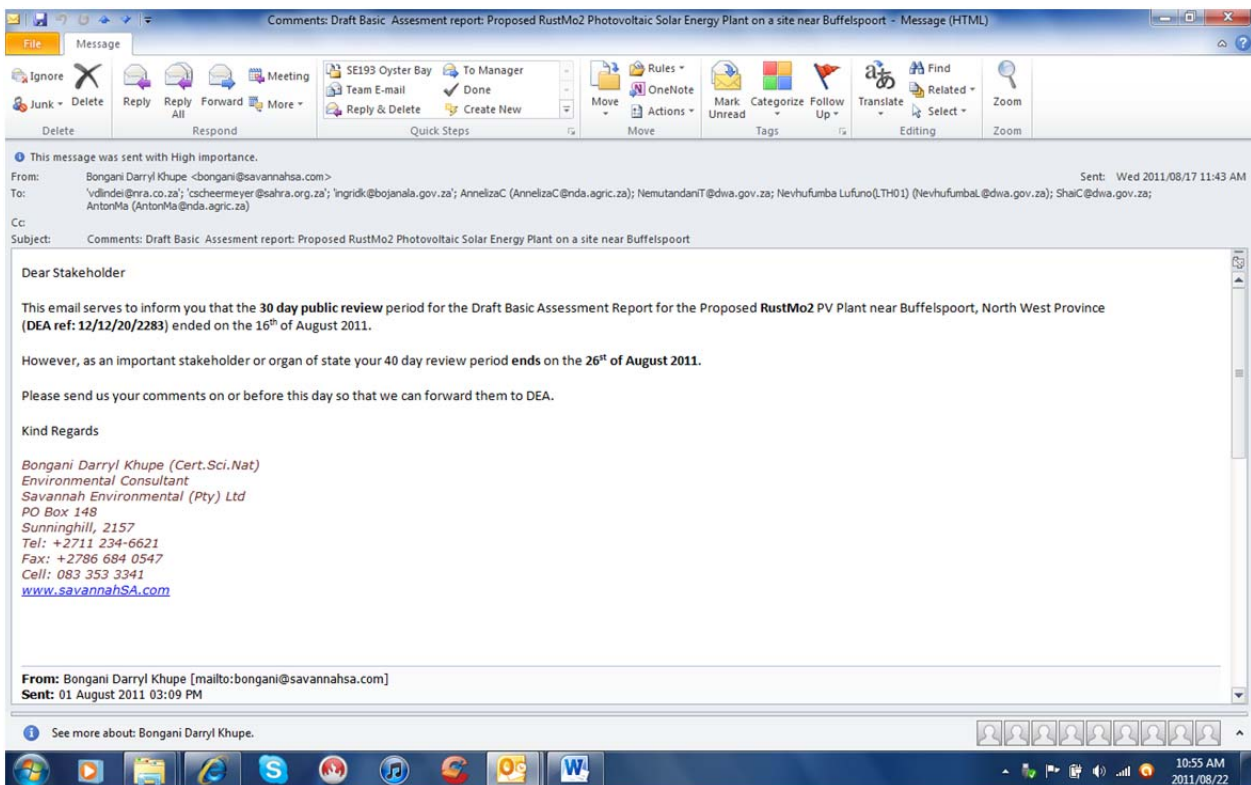 Comments: Draft Basic Assesment report: Proposed RustMo2 Photovoltaic Solar Energy Plant on a site near Buffelspoort - Message (HTML)
File Message
Ignore
Junk
Delete
Reply
Reply All
Forward
Meeting
More
SE193 Oyster Bay
Team E-mail
Reply & Delete
To Manager
Done
Create New
Move
Rules
OneNote
Actions
Mark Unread
Categorize
Follow Up
Translate
Find
Related
Select
Zoom
Delete Respond Quick Steps Move Tags Editing Zoom
This message was sent with High importance.
From: Bongani Darryl Khupe <bongani@savannahsa.com> Sent: Wed 2011/08/17 11:43 AM
To: 'vdlindei@nra.co.za'; 'cscheermeyer@sahra.org.za'; 'ingridk@bojanala.gov.za'; AnnelizaC (AnnelizaC@nda.agric.za); NemutandaniT@dwa.gov.za; Nevhufumba Lufuno(LTH01) (NevhufumbaL@dwa.gov.za); ShaiC@dwa.gov.za;
AntonMa (AntonMa@nda.agric.za)
Cc:
Subject: Comments: Draft Basic Assesment report: Proposed RustMo2 Photovoltaic Solar Energy Plant on a site near Buffelspoort
Dear Stakeholder
This email serves to inform you that the 30 day public review period for the Draft Basic Assessment Report for the Proposed RustMo2 PV Plant near Buffelspoort, North West Province
(DEA ref: 12/12/20/2283) ended on the 16th of August 2011.
However, as an important stakeholder or organ of state your 40 day review period ends on the 26st of August 2011.
Please send us your comments on or before this day so that we can forward them to DEA.
Kind Regards
Bongani Darryl Khupe (Cert.Sci.Nat)
Environmental Consultant
Savannah Environmental (Pty) Ltd
PO Box 148
Sunninghill, 2157
Tel: +2711 234-6621
Fax: +2786 684 0547
Cell: 083 353 3341
www.savannahSA.com
From: Bongani Darryl Khupe [mailto:bongani@savannahsa.com]
Sent: 01 August 2011 03:09 PM
See more about: Bongani Darryl Khupe.
10:55 AM
2011/08/22